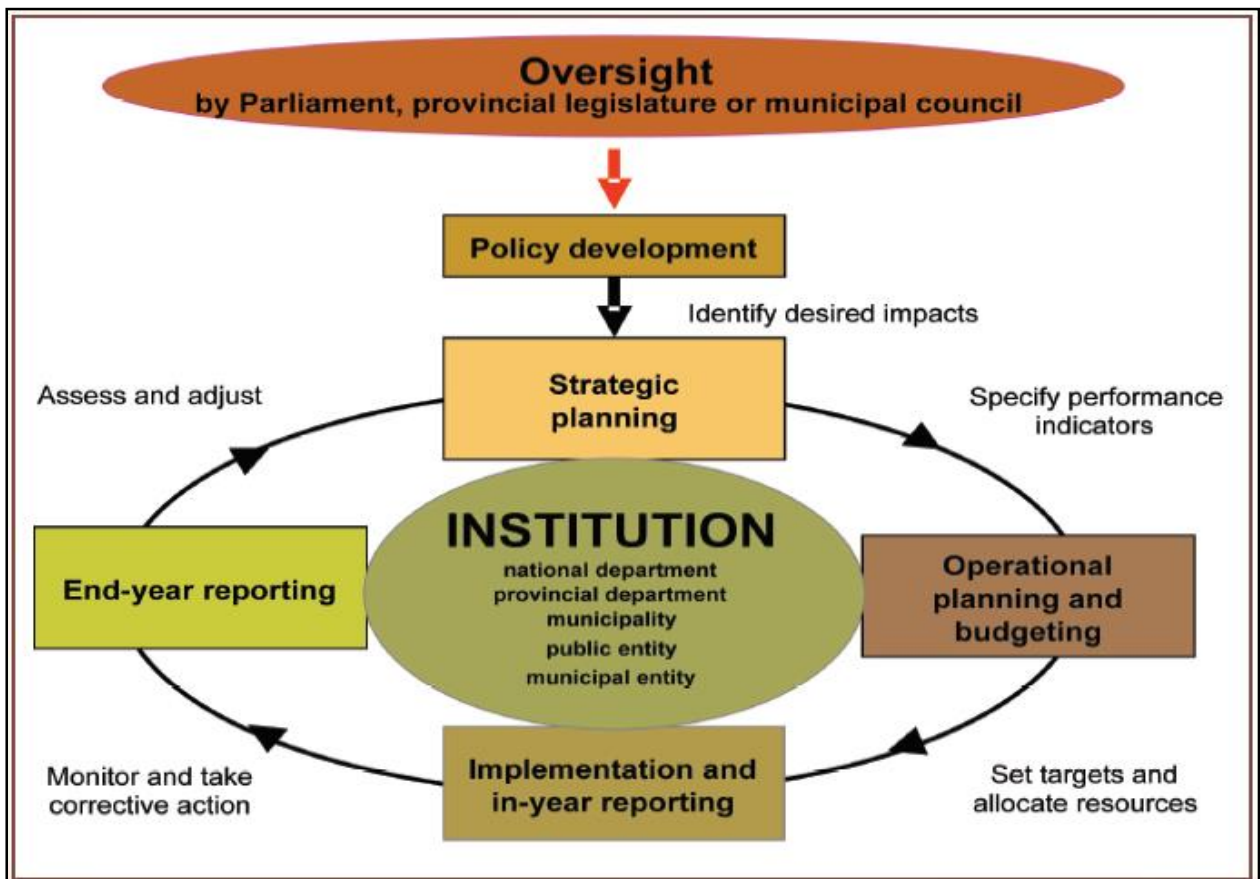 Oversight
by Parliament, provincial legislature or municipal council
Policy development
Identify desired impacts
Strategic
planning
Assess and adjust
Specify performance
indicators
INSTITUTION
national department
provincial department
municipality
public entity
municipal entity
End-year reporting
Operational
planning and
budgeting
Implementation and
in-year reporting
Monitor and take
corrective action
Set targets and
allocate resources